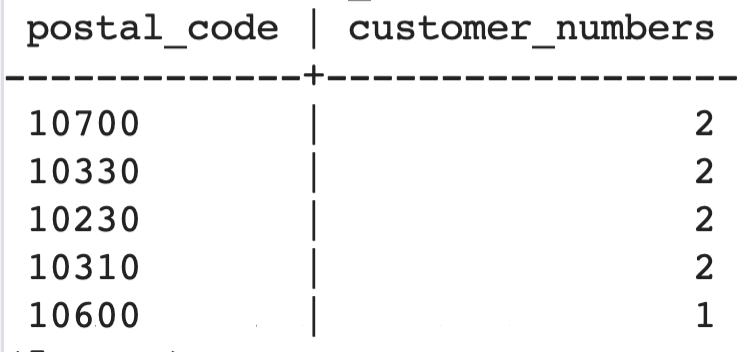 postal_code | customer_numbers
-------------+------------------
10700 | 2
10330 | 2
10230 | 2
10310 | 2
10600 | 1